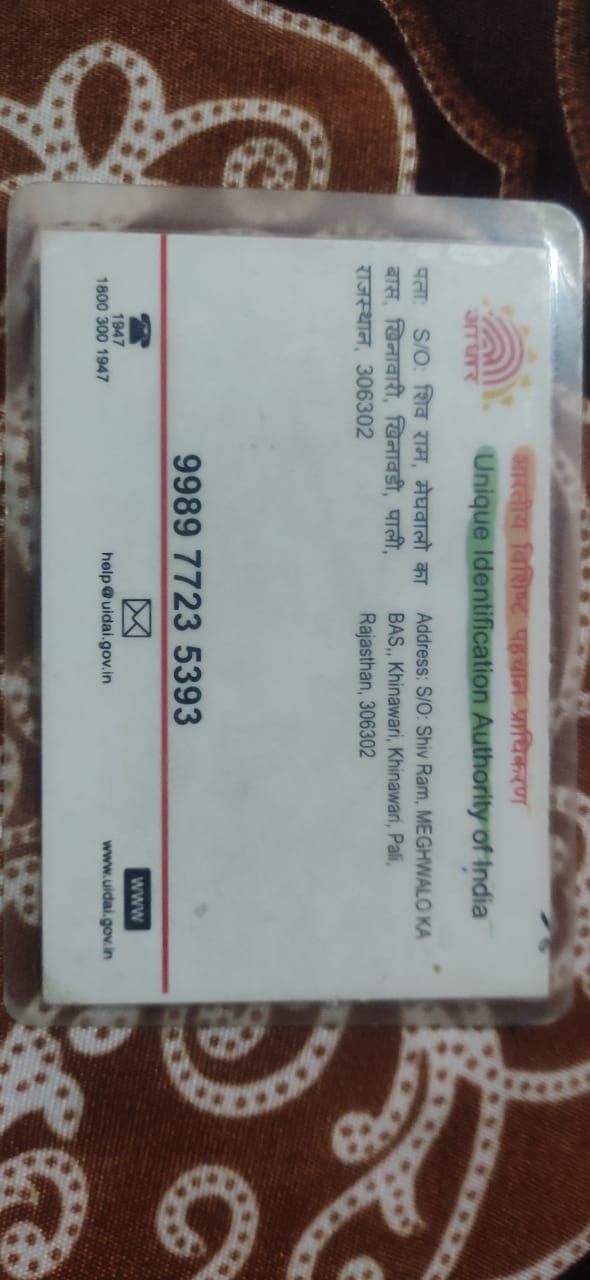 भारतीय विशिष्ट पहचान प्राधिकरण
Unique Identification Authority of India
आधार
पताः S/O: शिव राम, मेघवालो का
बास, खिनावारी, खिनावडी, पाली,
राजस्थान, 306302
Address: S/O: Shiv Ram, MEGHWALO KA
BAS,, Khinawari, Khinawari, Pali,
Rajasthan, 306302
9989 7723 5393
1947
1800 300 1947
help@uidai.gov.in
www
www.uidai.gov.in